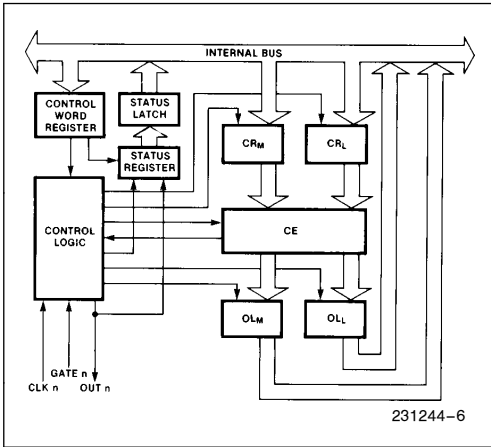 INTERNAL BUS
CONTROL
WORD
REGISTER
STATUS
LATCH
STATUS
REGISTER
CRM
CRL
CONTROL
LOGIC
CE
OLM
OLL
GATE n
CLK n
OUT n
231244-6